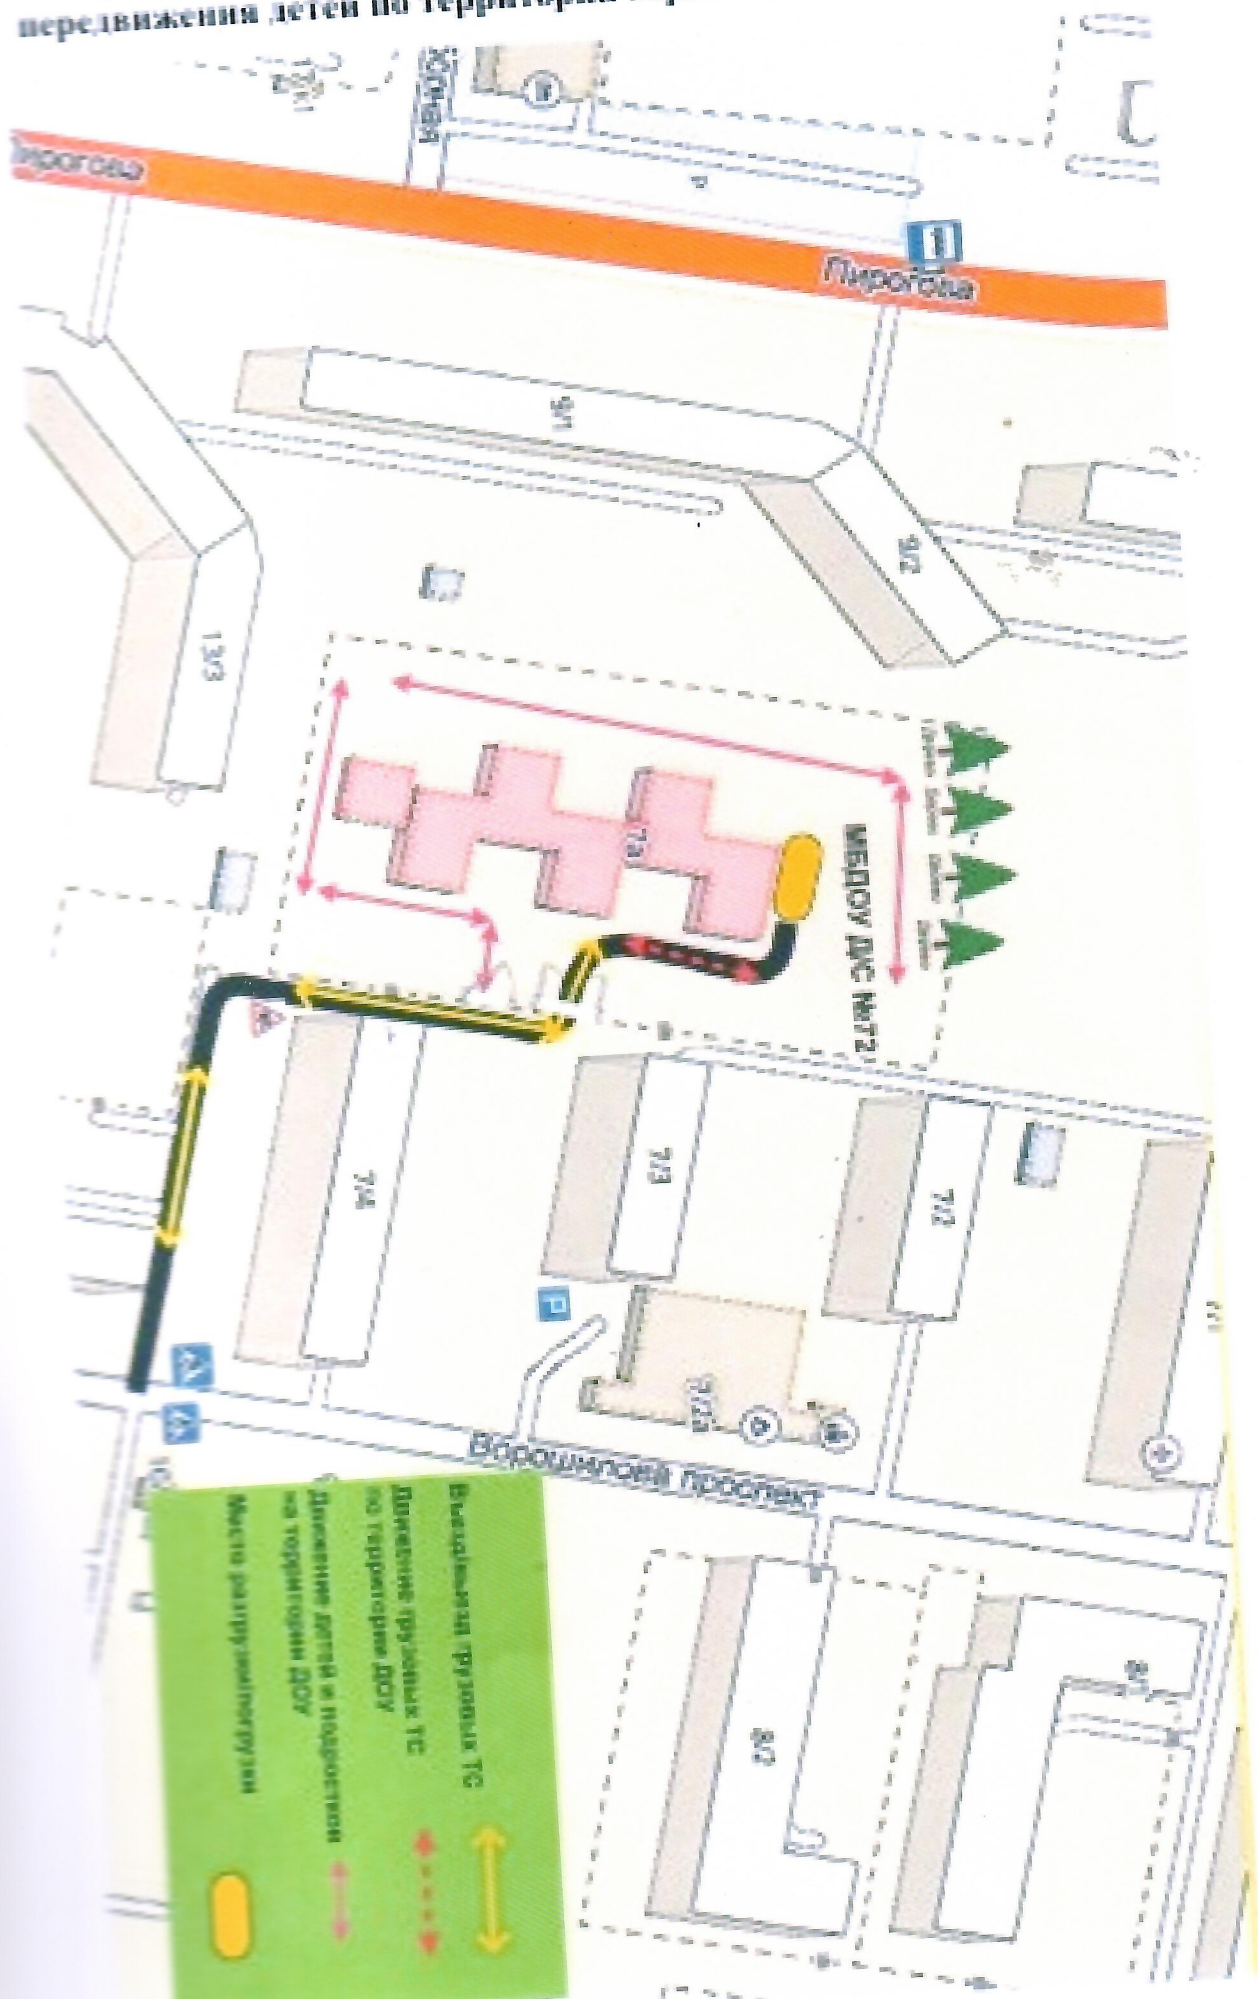 передвижения детей по территории
Пирогова
Пирогова
9/1
9/2
13/3
7а
МБДОУ Д/С №72
7/4
7/3
7/2
7/1
P
7/2а
Ворошилова проспект
8/2
Въезд/выезд грузовых ТС
Движение грузовых ТС
по территории ДОУ
Движение детей и подростков
на территории ДОУ
Место разгрузки/погрузки